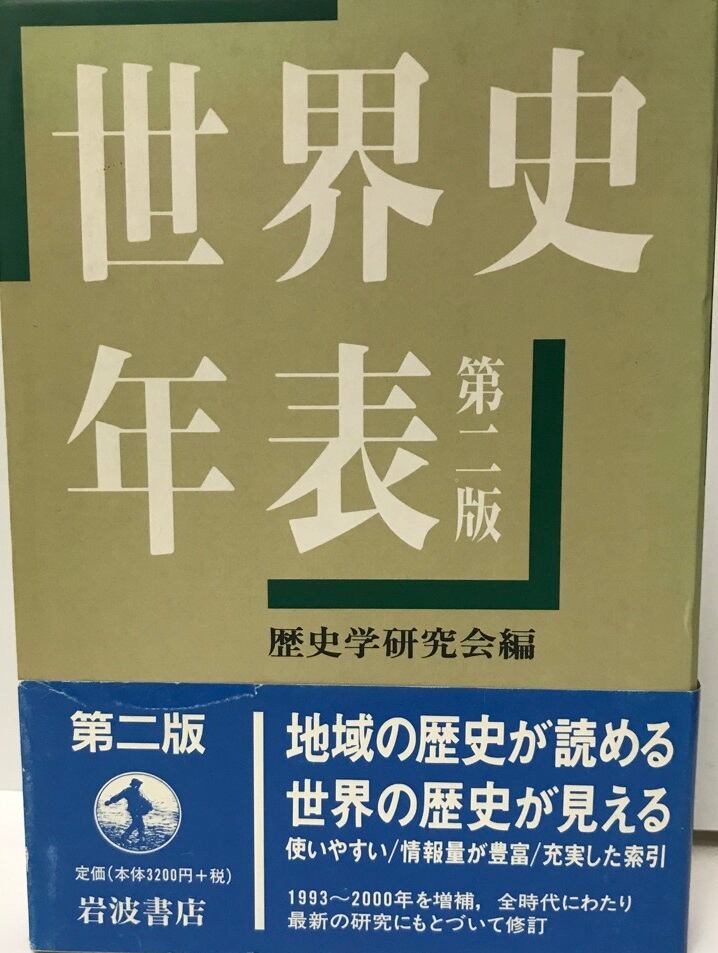 世界史
年表
第二版
歴史学研究会編
第二版
定価(本体3200円+税)
岩波書店
地域の歴史が読める
世界の歴史が見える
使いやすい/情報量が豊富/充実した索引
1993〜2000年を増補，全時代にわたり
最新の研究にもとづいて修訂